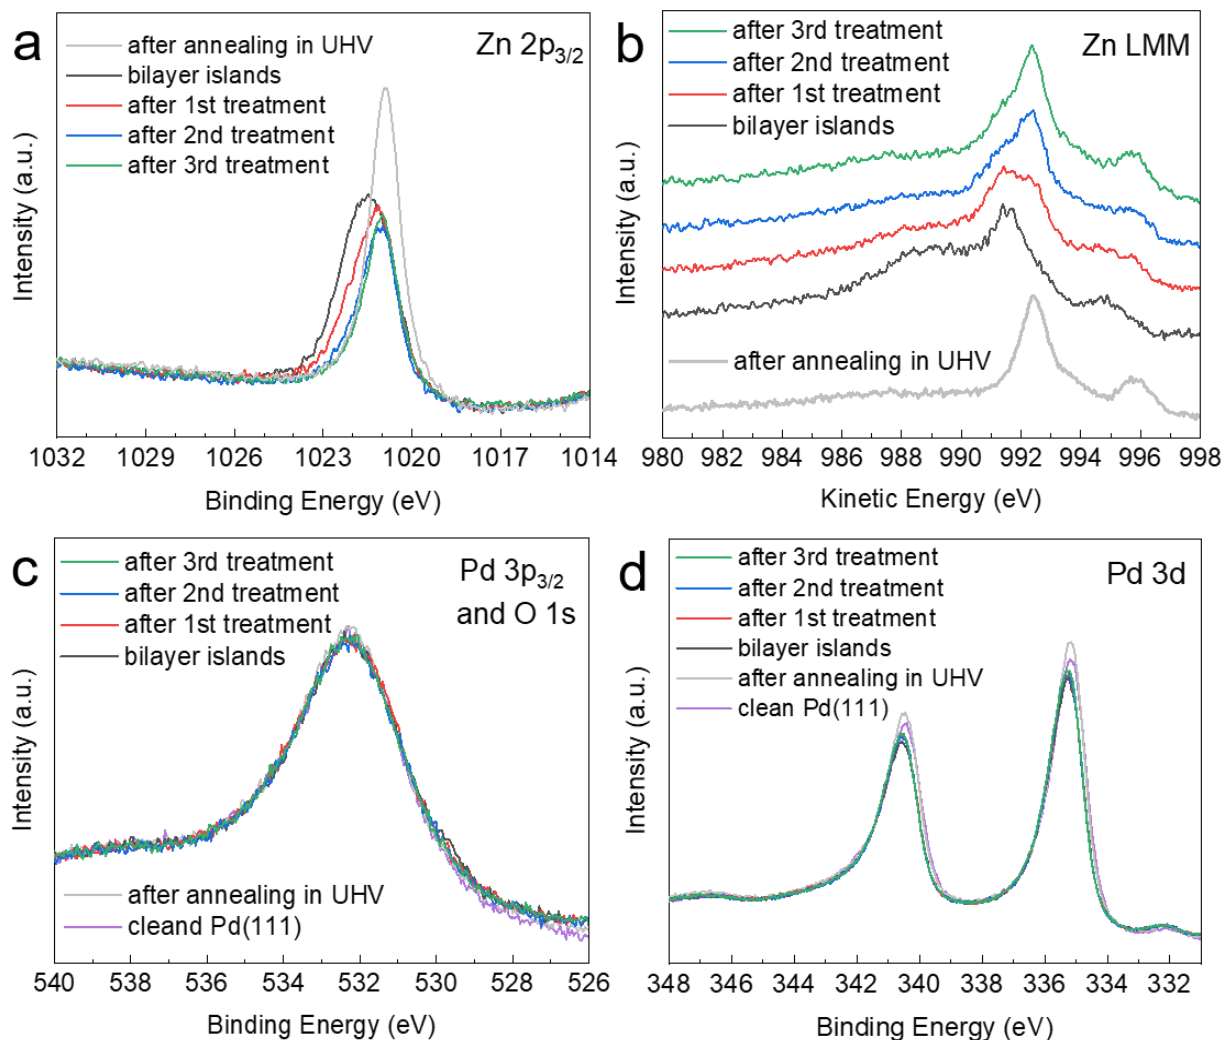 a
after annealing in UHV
bilayer islands
after 1st treatment
after 2nd treatment
after 3rd treatment
Zn 2p3/2
Intensity (a.u.)
1032 1029 1026 1023 1020 1017 1014
Binding Energy (eV)
b
after 3rd treatment
after 2nd treatment
after 1st treatment
bilayer islands
Zn LMM
after annealing in UHV
Intensity (a.u.)
980 982 984 986 988 990 992 994 996 998
Kinetic Energy (eV)
c
after 3rd treatment
after 2nd treatment
after 1st treatment
bilayer islands
Pd 3p3/2
and O 1s
after annealing in UHV
cleand Pd(111)
Intensity (a.u.)
540 538 536 534 532 530 528 526
Binding Energy (eV)
d
after 3rd treatment
after 2nd treatment
after 1st treatment
bilayer islands
after annealing in UHV
clean Pd(111)
Pd 3d
Intensity (a.u.)
348 346 344 342 340 338 336 334 332
Binding Energy (eV)